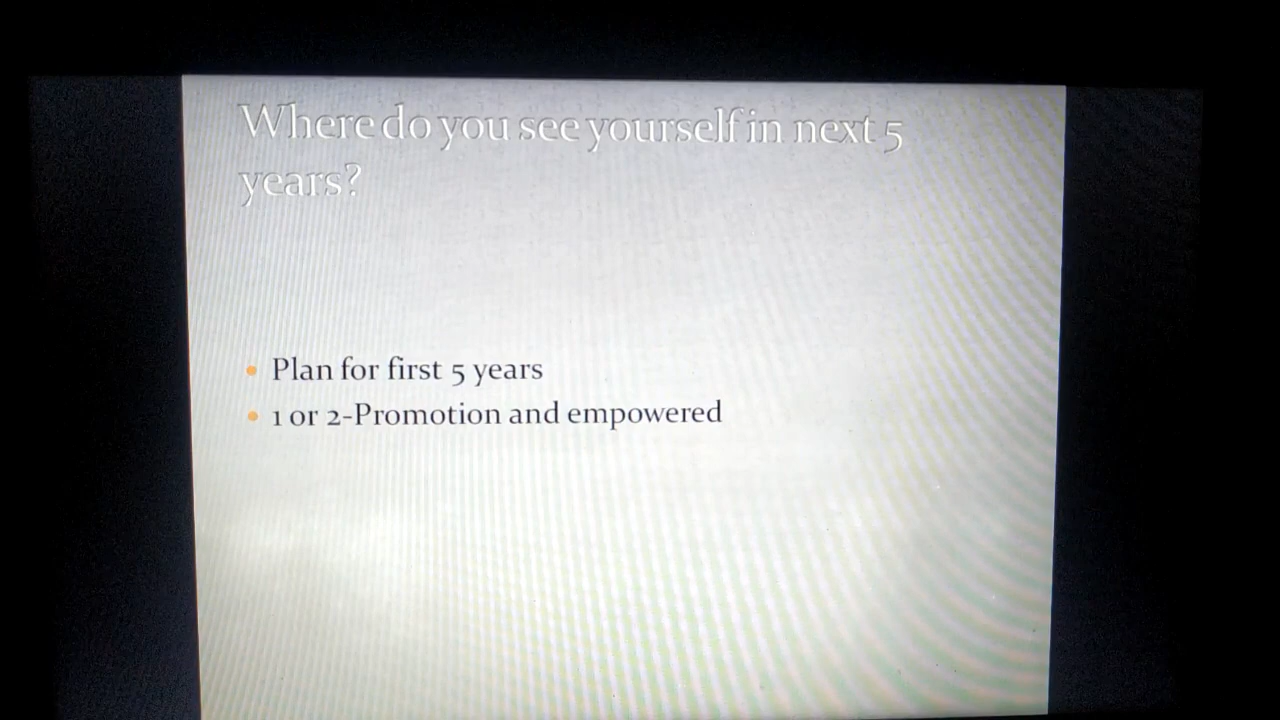 Where do you see yourself in next 5
years?
• Plan for first 5 years
• 1 or 2-Promotion and empowered